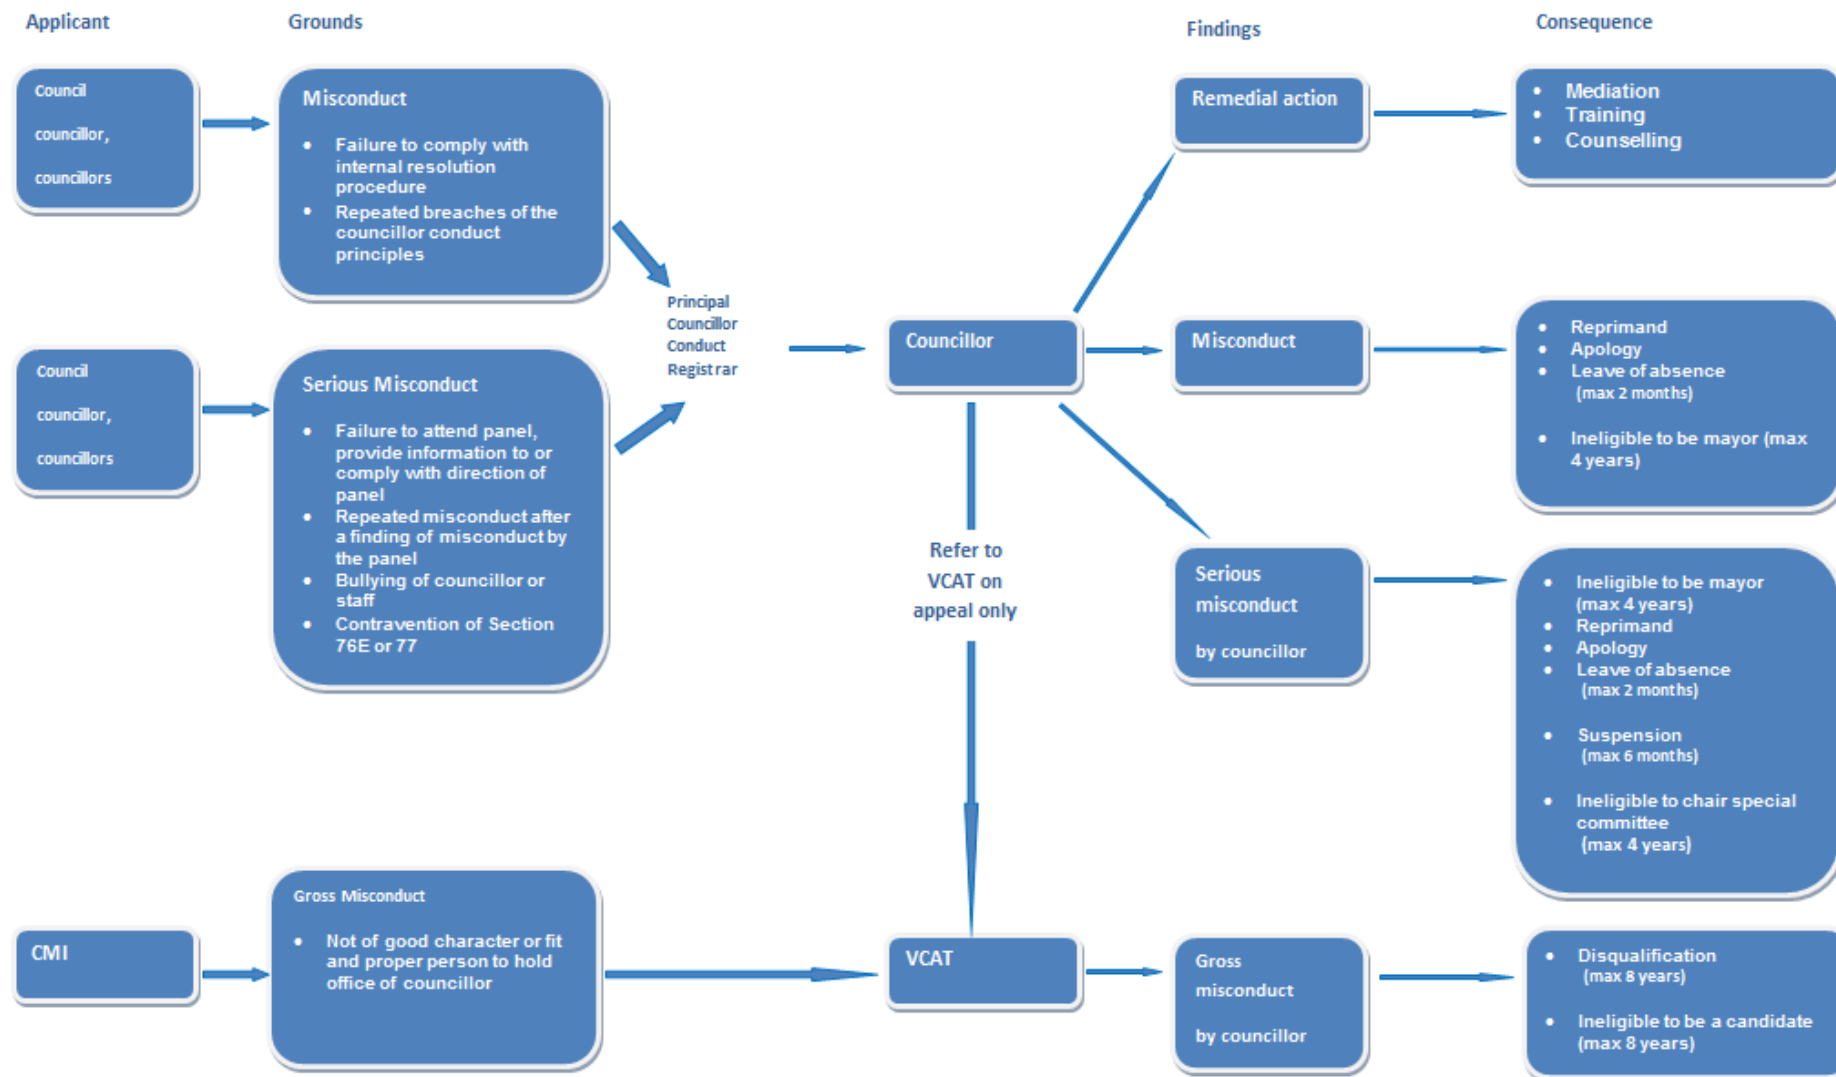 Applicant
Grounds
Findings
Consequence
Council
councillor,
councillors
Misconduct
• Failure to comply with
internal resolution
procedure
• Repeated breaches of the
councillor conduct
principles
Council
councillor,
councillors
Serious Misconduct
• Failure to attend panel,
provide information to or
comply with direction of
panel
• Repeated misconduct after
a finding of misconduct by
the panel
• Bullying of councillor or
staff
• Contravention of Section
76E or 77
CMI
Gross Misconduct
• Not of good character or fit
and proper person to hold
office of councillor
Principal
Councillor
Conduct
Registrar
Councillor
Refer to
VCAT on
appeal only
VCAT
Remedial action
• Mediation
• Training
• Counselling
Misconduct
• Reprimand
• Apology
• Leave of absence
(max 2 months)
• Ineligible to be mayor (max
4 years)
Serious
misconduct
by councillor
• Ineligible to be mayor
(max 4 years)
• Reprimand
• Apology
• Leave of absence
(max 2 months)
• Suspension
(max 6 months)
• Ineligible to chair special
committee
(max 4 years)
Gross
misconduct
by councillor
• Disqualification
(max 8 years)
• Ineligible to be a candidate
(max 8 years)